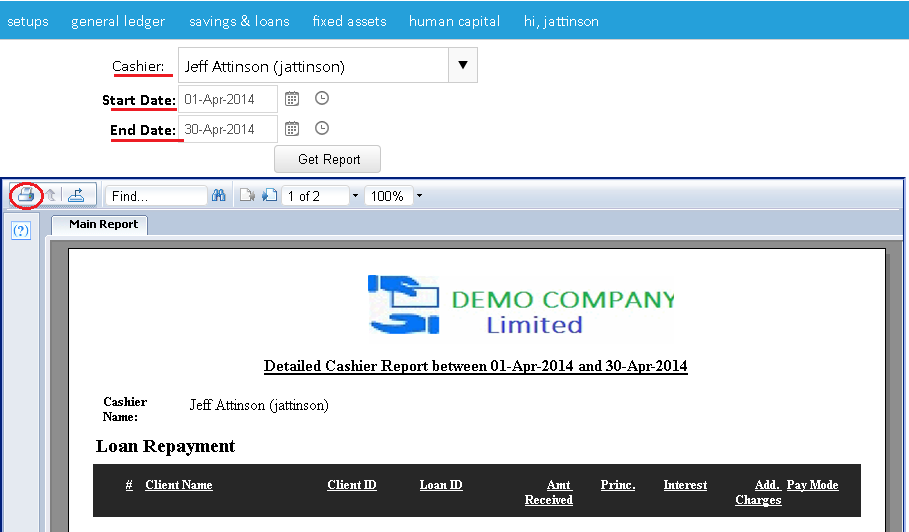 setups general ledger savings & loans fixed assets human capital hi, jattinson
Cashier: Jeff Attinson (jattinson)
Start Date: 01-Apr-2014
End Date: 30-Apr-2014
Get Report
Find... 1 of 2 100%
(?) Main Report
DEMO COMPANY
Limited
Detailed Cashier Report between 01-Apr-2014 and 30-Apr-2014
Cashier Jeff Attinson (jattinson)
Name:
Loan Repayment
# Client Name Client ID Loan ID Amt Princ. Interest Add. Pay Mode
Received Charges